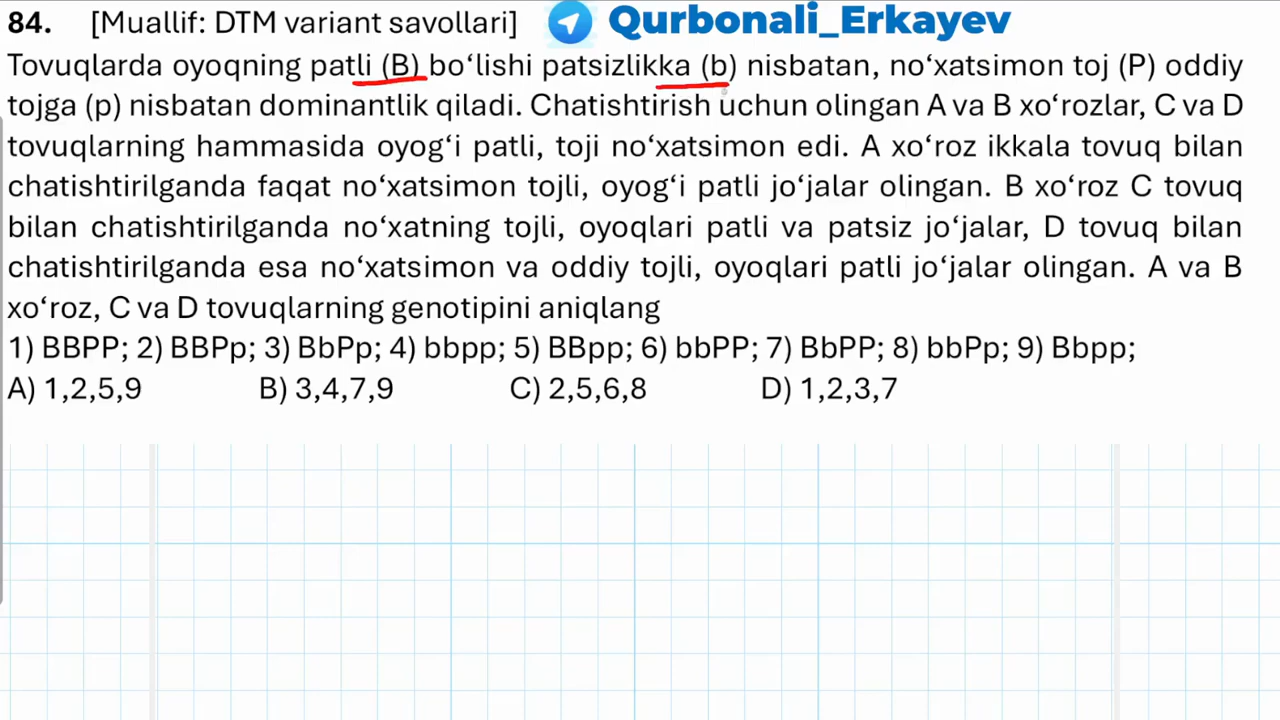 84. [Muallif: DTM variant savollari] Qurbonali_Erkayev
Tovuqlarda oyoqning patli (B) bo‘lishi patsizlikka (b) nisbatan, no‘xatsimon toj (P) oddiy
tojga (p) nisbatan dominantlik qiladi. Chatishtirish uchun olingan A va B xo‘rozlar, C va D
tovuqlarning hammasida oyog‘i patli, toji no‘xatsimon edi. A xo‘roz ikkala tovuq bilan
chatishtirilganda faqat no‘xatsimon tojli, oyog‘i patli jo‘jalar olingan. B xo‘roz C tovuq
bilan chatishtirilganda no‘xatning tojli, oyoqlari patli va patsiz jo‘jalar, D tovuq bilan
chatishtirilganda esa no‘xatsimon va oddiy tojli, oyoqlari patli jo‘jalar olingan. A va B
xo‘roz, C va D tovuqlarning genotipini aniqlang
1) BBPP; 2) BBPp; 3) BbPp; 4) bbpp; 5) BBpp; 6) bbPP; 7) BbPP; 8) bbPp; 9) Bbpp;
A) 1,2,5,9 B) 3,4,7,9 C) 2,5,6,8 D) 1,2,3,7